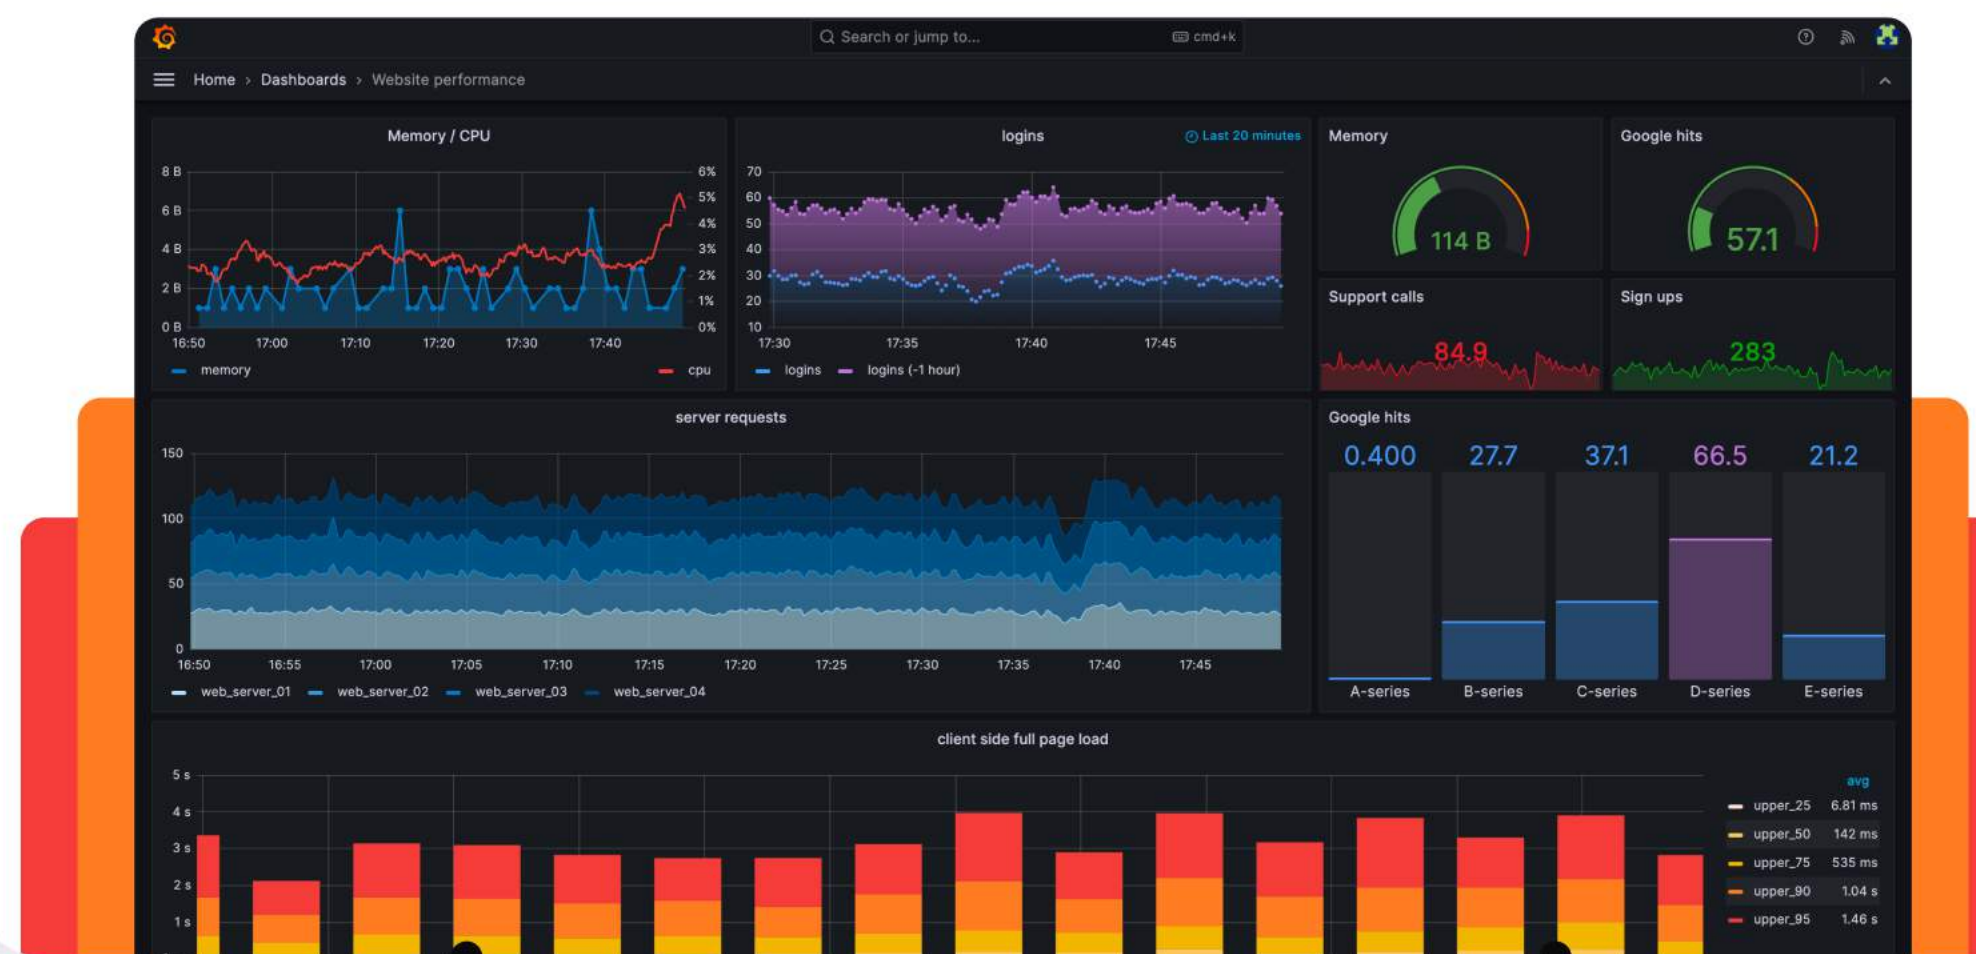 Search or jump to... cmd+k
Home > Dashboards > Website performance
Memory / CPU
8 B
6 B
4 B
2 B
0 B
6%
5%
4%
3%
2%
1%
0%
16:50 17:00 17:10 17:20 17:30 17:40
memory cpu
logins Last 20 minutes
70
60
50
40
30
20
10
17:30 17:35 17:40 17:45
logins logins (-1 hour)
Memory
114 B
Google hits
57.1
Support calls
84.9
Sign ups
283
server requests
150
100
50
0
16:50 16:55 17:00 17:05 17:10 17:15 17:20 17:25 17:30 17:35 17:40 17:45
web_server_01 web_server_02 web_server_03 web_server_04
Google hits
0.400 27.7 37.1 66.5 21.2
A-series B-series C-series D-series E-series
client side full page load
5 s
4 s
3 s
2 s
1 s
avg
upper_25 6.81 ms
upper_50 142 ms
upper_75 535 ms
upper_90 1.04 s
upper_95 1.46 s